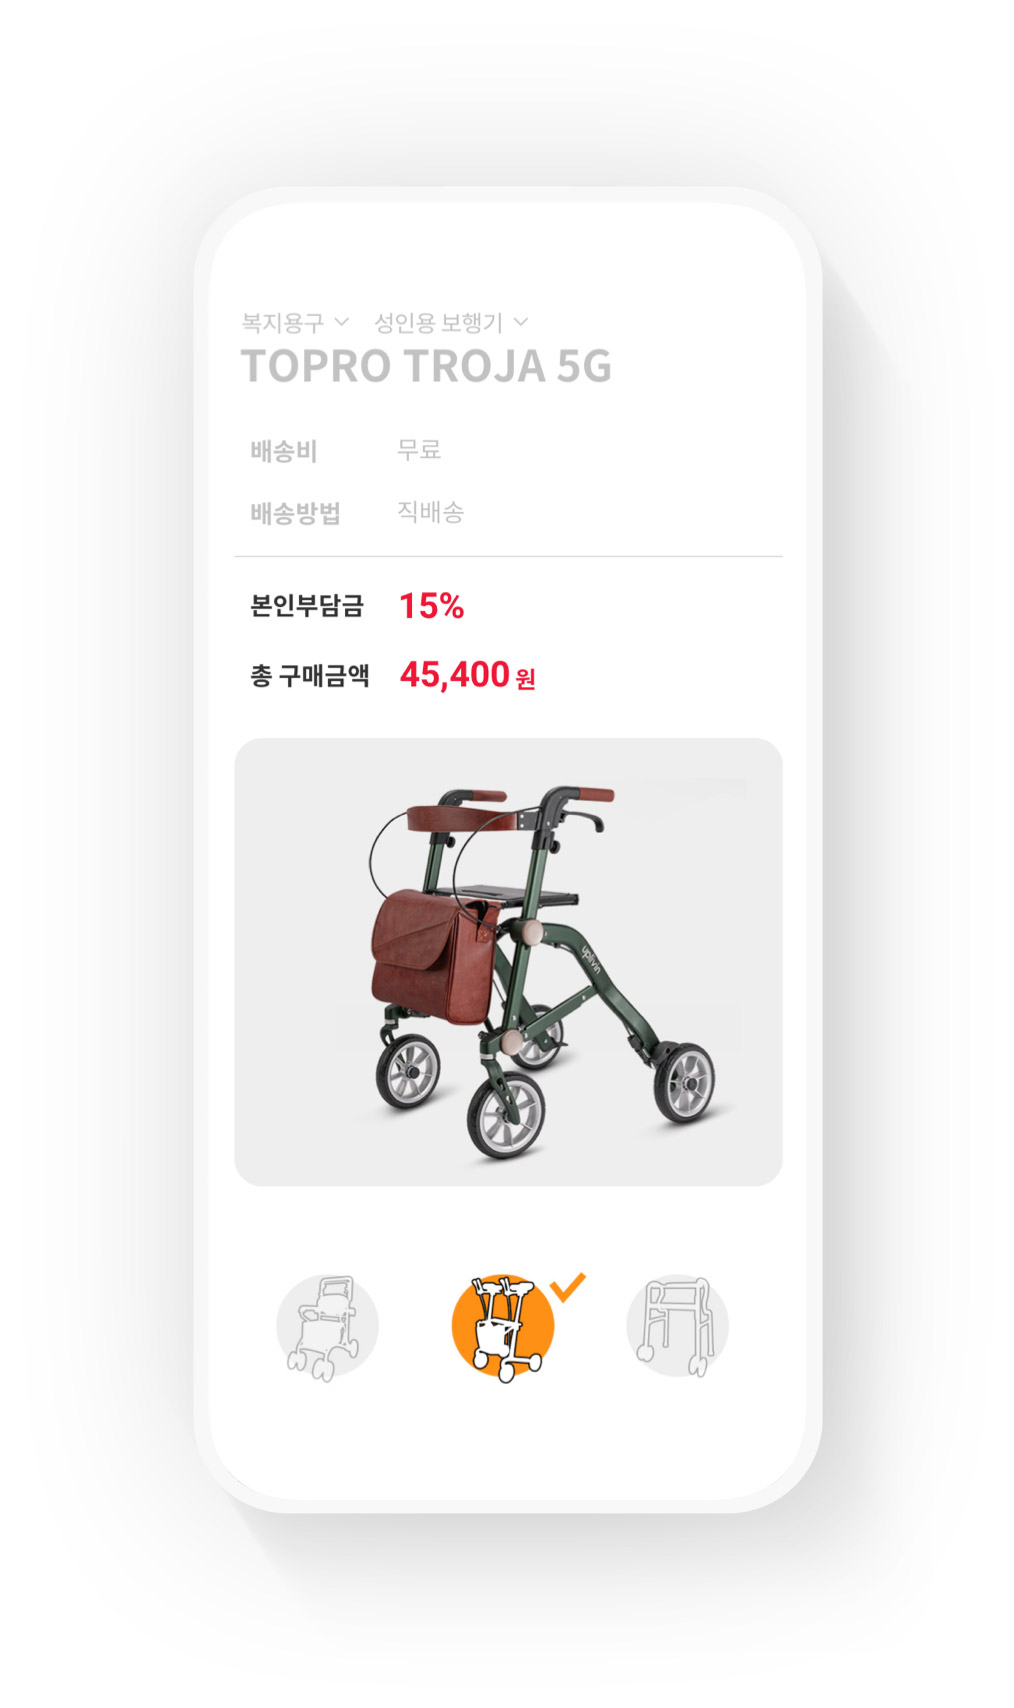 복지용구 성인용 보행기
TOPRO TROJA 5G
배송비 무료
배송방법 직배송
본인부담금 15%
총 구매금액 45,400 원
uplivin